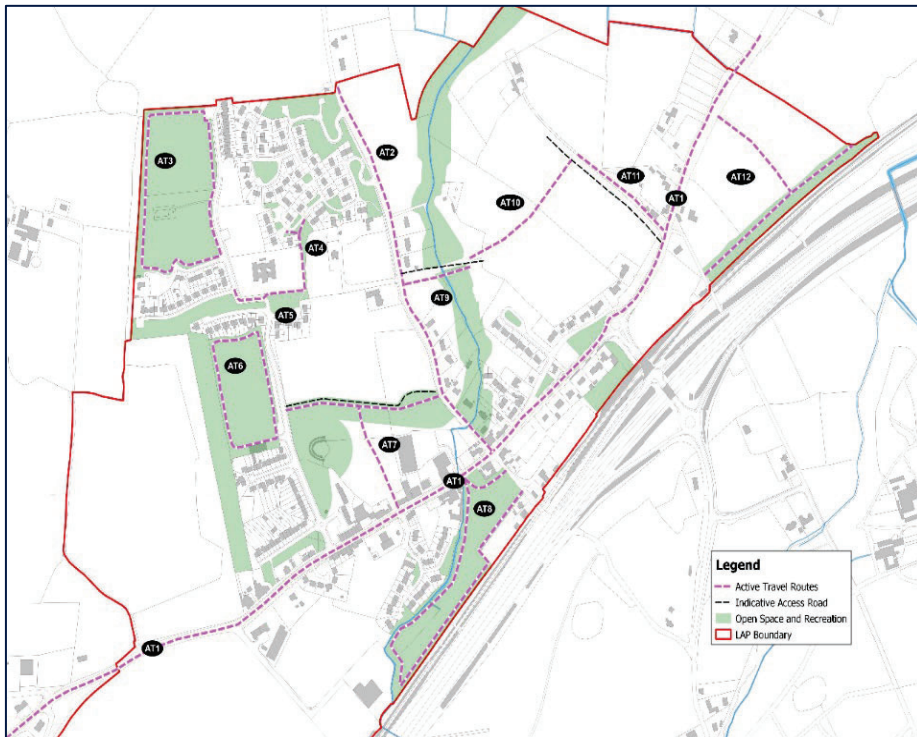 AT3
AT2
AT10
AT11
AT1
AT12
AT4
AT9
AT5
AT6
AT7
AT1
AT8
AT1
Legend
Active Travel Routes
Indicative Access Road
Open Space and Recreation
LAP Boundary